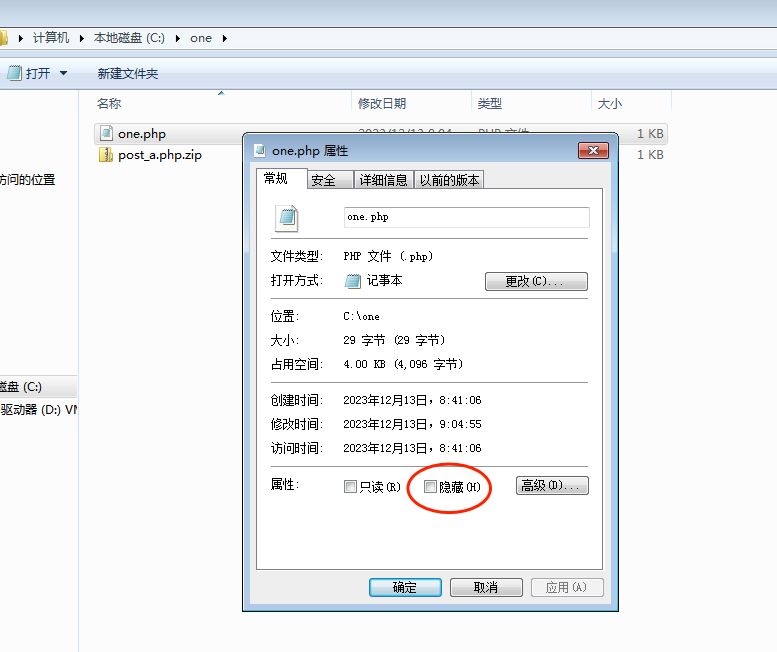 计算机 本地磁盘 (C:) one
打开 新建文件夹
名称 修改日期 类型 大小
one.php 1 KB
post_a.php.zip 1 KB
访问的位置
磁盘 (C:)
驱动器 (D:) VM
one.php 属性
常规 安全 详细信息 以前的版本
one.php
文件类型: PHP 文件 (.php)
打开方式: 记事本 更改(C)...
位置: C:\one
大小: 29 字节 (29 字节)
占用空间: 4.00 KB (4,096 字节)
创建时间: 2023年12月13日，8:41:06
修改时间: 2023年12月13日，9:04:55
访问时间: 2023年12月13日，8:41:06
属性: 只读(R) 隐藏(H) 高级(D)...
确定 取消 应用(A)